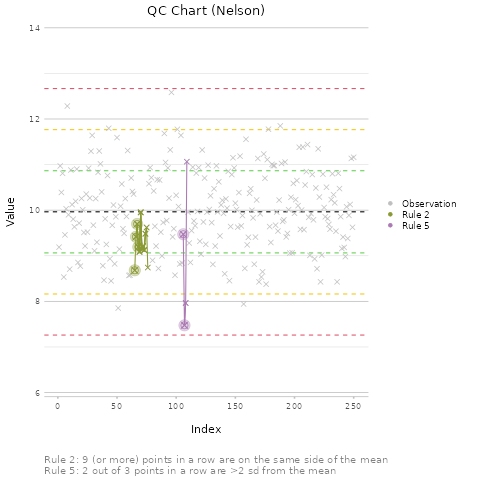 QC Chart (Nelson)
14
12
10
8
6
Value
0
50
100
150
200
250
Index
Observation
Rule 2
Rule 5
Rule 2: 9 (or more) points in a row are on the same side of the mean
Rule 5: 2 out of 3 points in a row are >2 sd from the mean